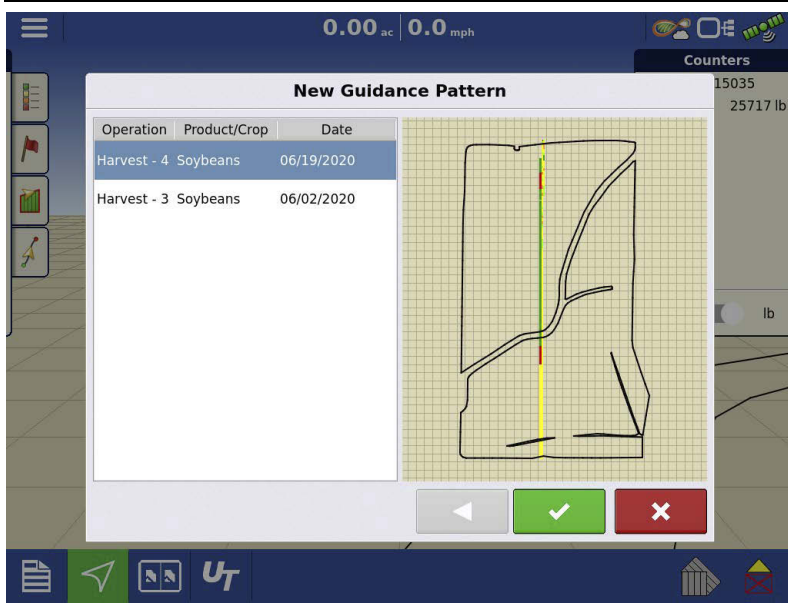 0.00 ac 0.0 mph
Counters
15035
25717 lb
New Guidance Pattern
Operation Product/Crop Date
Harvest - 4 Soybeans 06/19/2020
Harvest - 3 Soybeans 06/02/2020
lb
UT